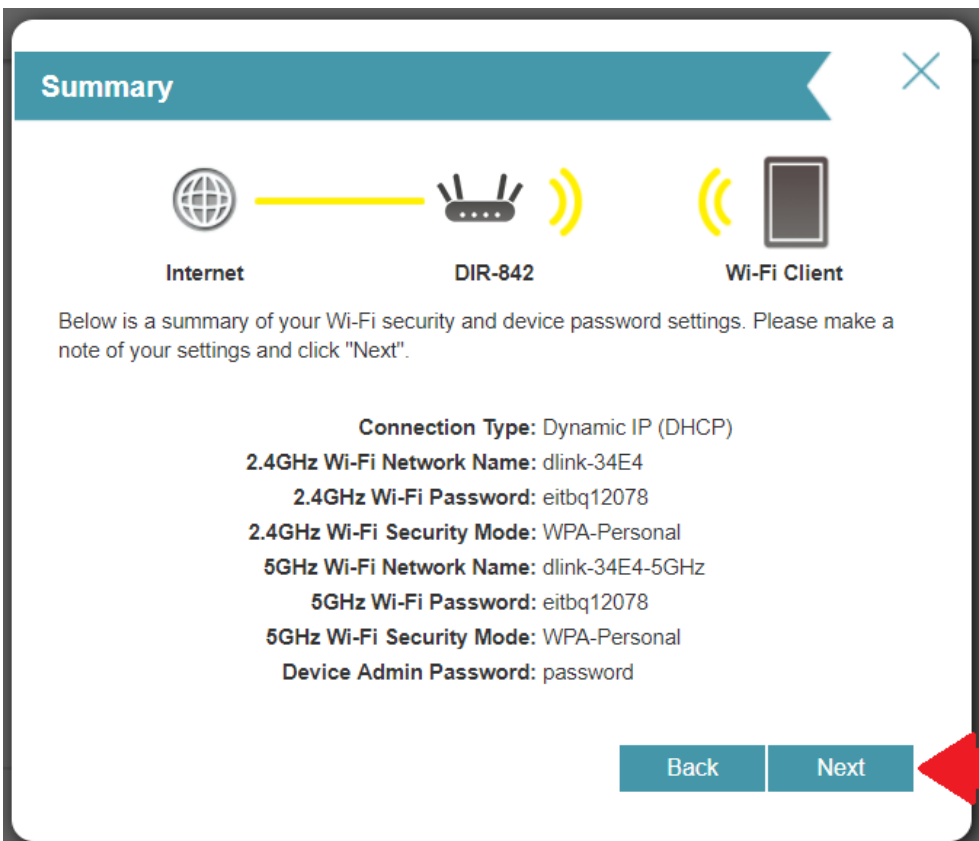 Summary
Internet
DIR-842
Wi-Fi Client
Below is a summary of your Wi-Fi security and device password settings. Please make a
note of your settings and click "Next".
Connection Type: Dynamic IP (DHCP)
2.4GHz Wi-Fi Network Name: dlink-34E4
2.4GHz Wi-Fi Password: eitbq12078
2.4GHz Wi-Fi Security Mode: WPA-Personal
5GHz Wi-Fi Network Name: dlink-34E4-5GHz
5GHz Wi-Fi Password: eitbq12078
5GHz Wi-Fi Security Mode: WPA-Personal
Device Admin Password: password
Back
Next